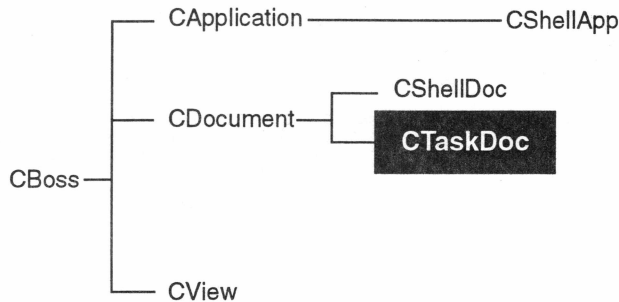 CApplication CShellApp
CShellDoc
CDocument
CTaskDoc
CBoss
CView